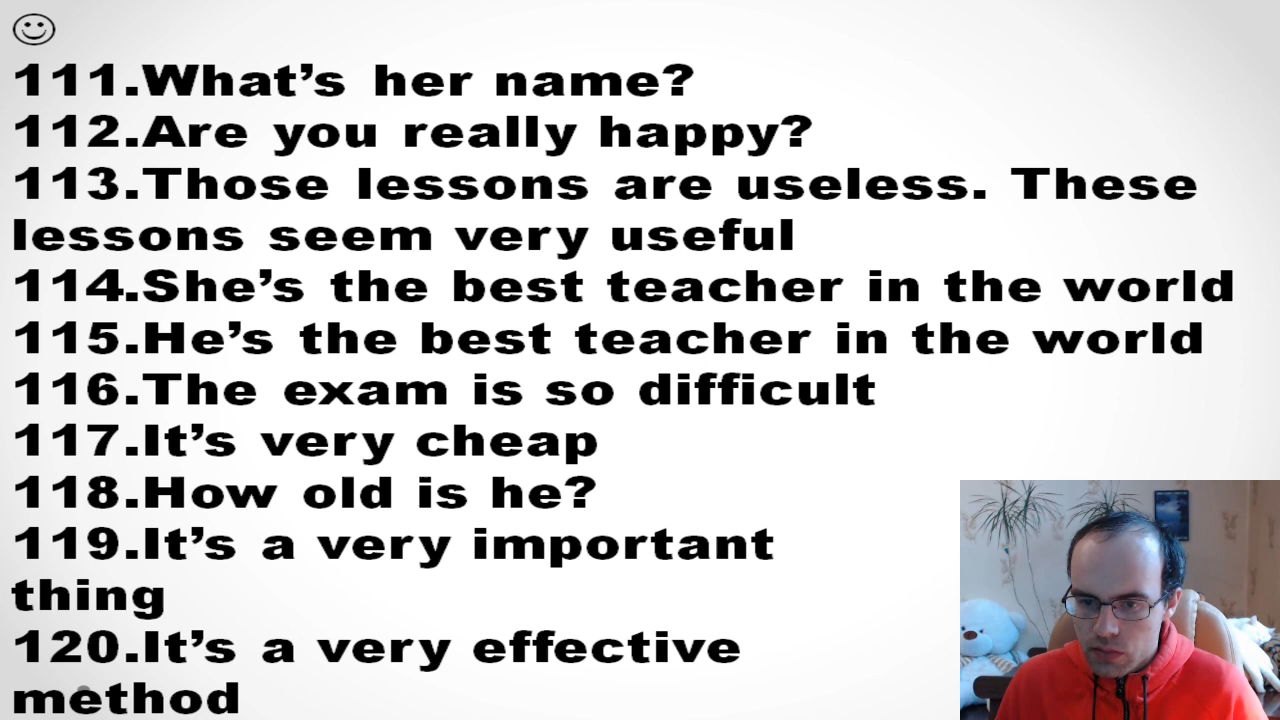 111.What’s her name?
112.Are you really happy?
113.Those lessons are useless. These
lessons seem very useful
114.She’s the best teacher in the world
115.He’s the best teacher in the world
116.The exam is so difficult
117.It’s very cheap
118.How old is he?
119.It’s a very important
thing
120.It’s a very effective
method